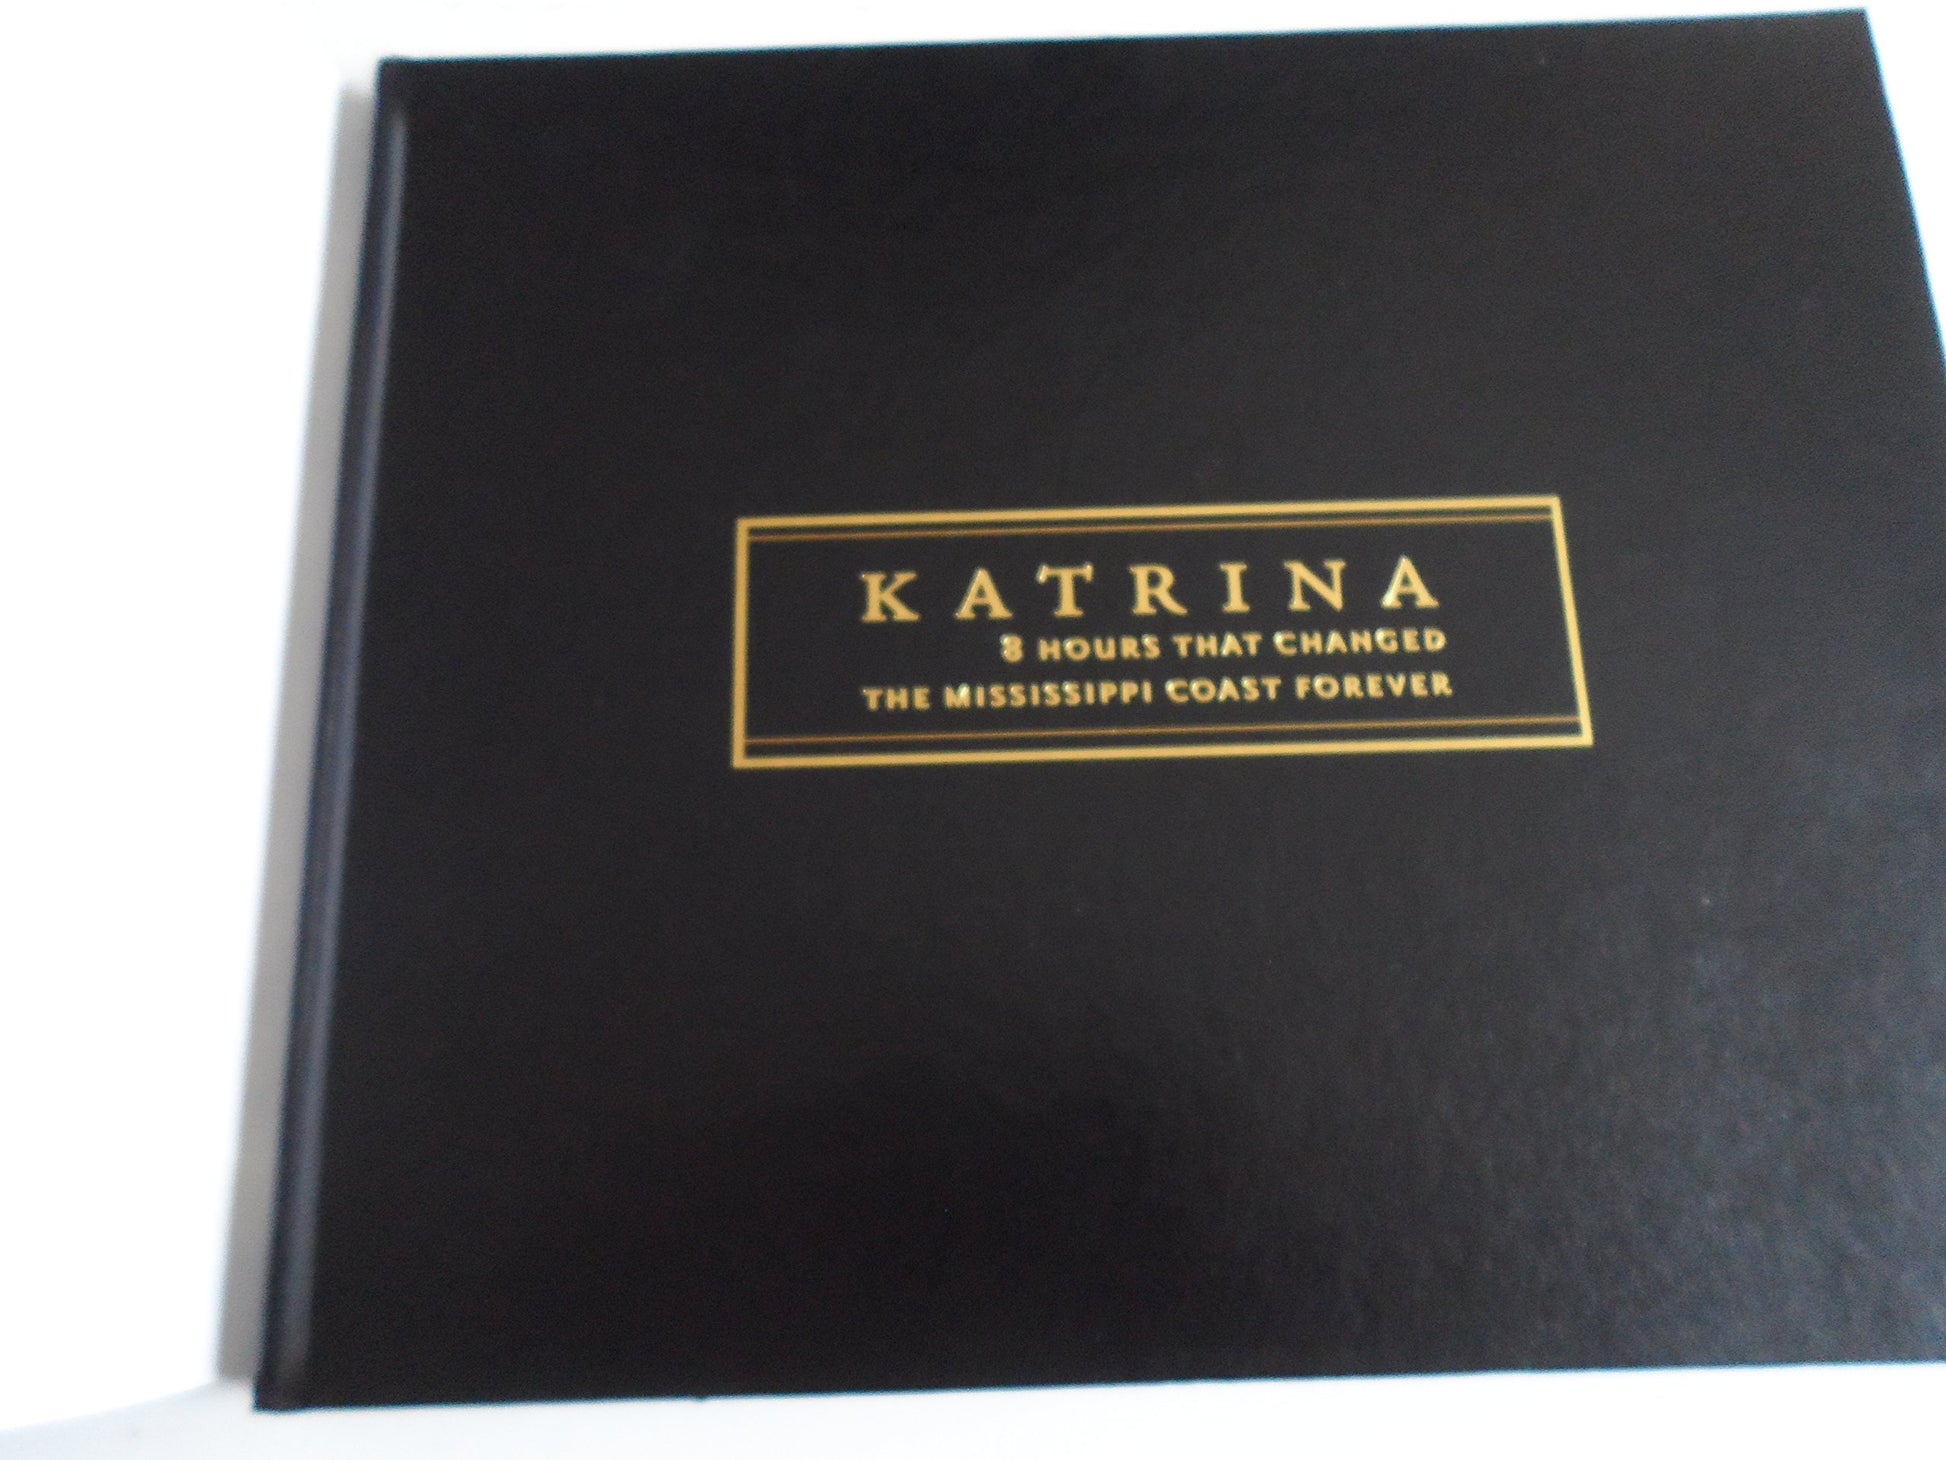 KATRINA
8 HOURS THAT CHANGED
THE MISSISSIPPI COAST FOREVER